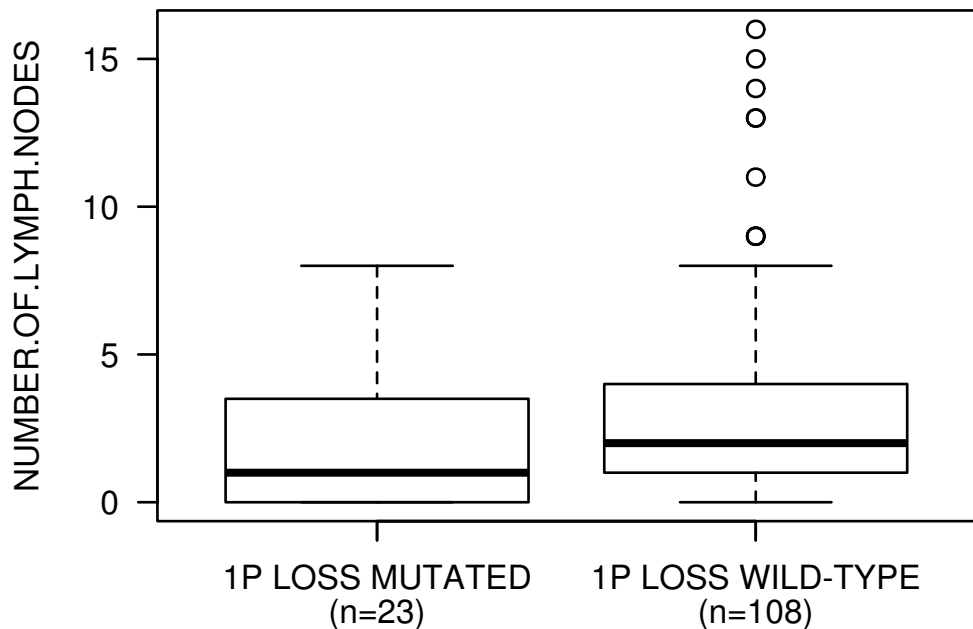 NUMBER.OF.LYMPH.NODES
15
10
5
0
1P LOSS MUTATED
(n=23)
1P LOSS WILD-TYPE
(n=108)